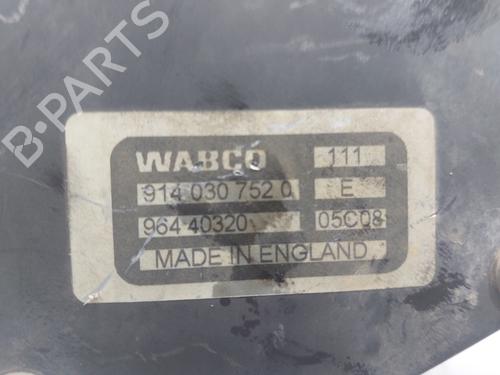 B-PARTS
WABCO 111
914 030 752 0 E
964 40320 05C08
MADE IN ENGLAND